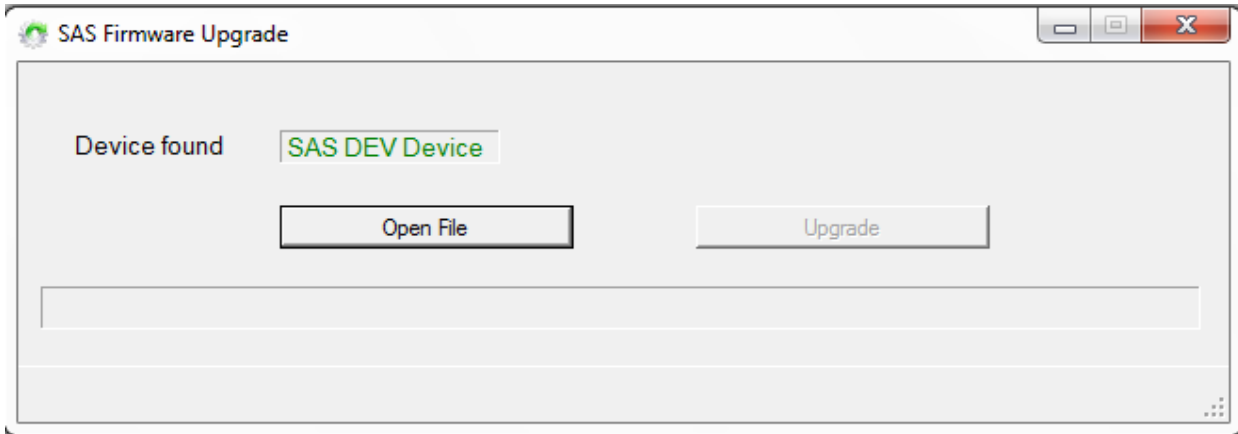 SAS Firmware Upgrade
Device found SAS DEV Device
Open File Upgrade